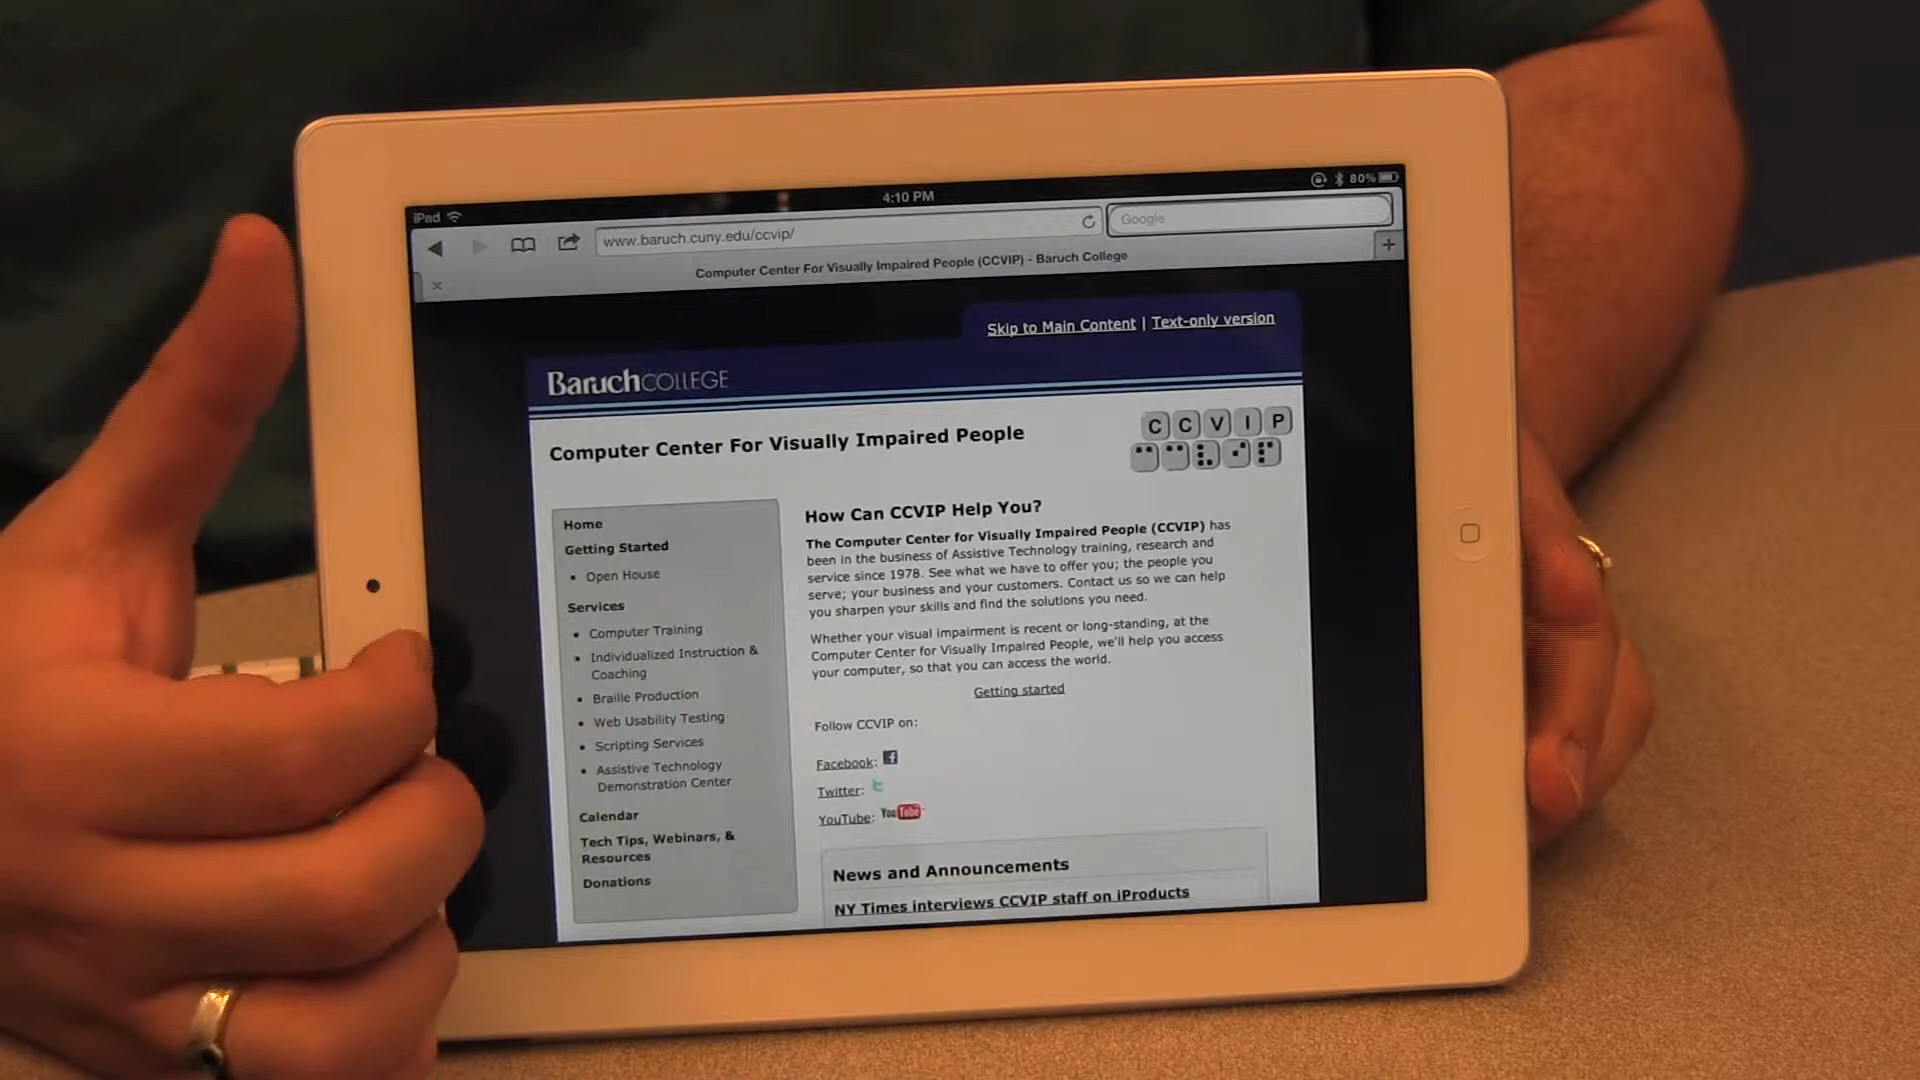 iPad
4:10 PM
80%
www.baruch.cuny.edu/ccvip/
Google
Computer Center For Visually Impaired People (CCVIP) - Baruch College
Skip to Main Content | Text-only version
Baruch COLLEGE
Computer Center For Visually Impaired People
C C V I P
⠉ ⠉ ⠧ ⠊ ⠏
Home
Getting Started
• Open House
Services
• Computer Training
• Individualized Instruction &
Coaching
• Braille Production
• Web Usability Testing
• Scripting Services
• Assistive Technology
Demonstration Center
Calendar
Tech Tips, Webinars, &
Resources
Donations
How Can CCVIP Help You?
The Computer Center for Visually Impaired People (CCVIP) has
been in the business of Assistive Technology training, research and
service since 1978. See what we have to offer you; the people you
serve; your business and your customers. Contact us so we can help
you sharpen your skills and find the solutions you need.
Whether your visual impairment is recent or long-standing, at the
Computer Center for Visually Impaired People, we'll help you access
your computer, so that you can access the world.
Getting started
Follow CCVIP on:
Facebook: f
Twitter: t
YouTube: YouTube
News and Announcements
NY Times interviews CCVIP staff on iProducts